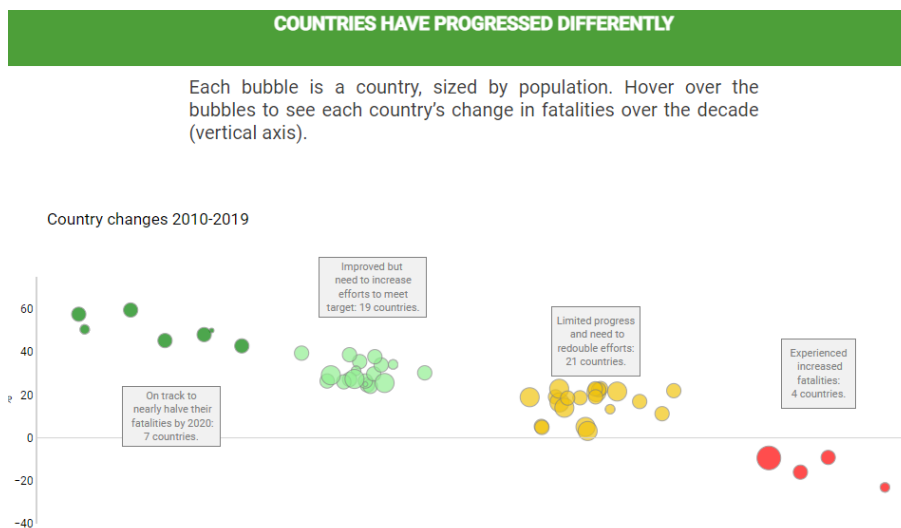 COUNTRIES HAVE PROGRESSED DIFFERENTLY
Each bubble is a country, sized by population. Hover over the
bubbles to see each country's change in fatalities over the decade
(vertical axis).
Country changes 2010-2019
Improved but
need to increase
efforts to meet
target: 19 countries.
Limited progress
and need to
redouble efforts:
21 countries.
Experienced
increased
fatalities:
4 countries.
On track to
nearly halve their
fatalities by 2020:
7 countries.
60
40
20
0
−20
−40